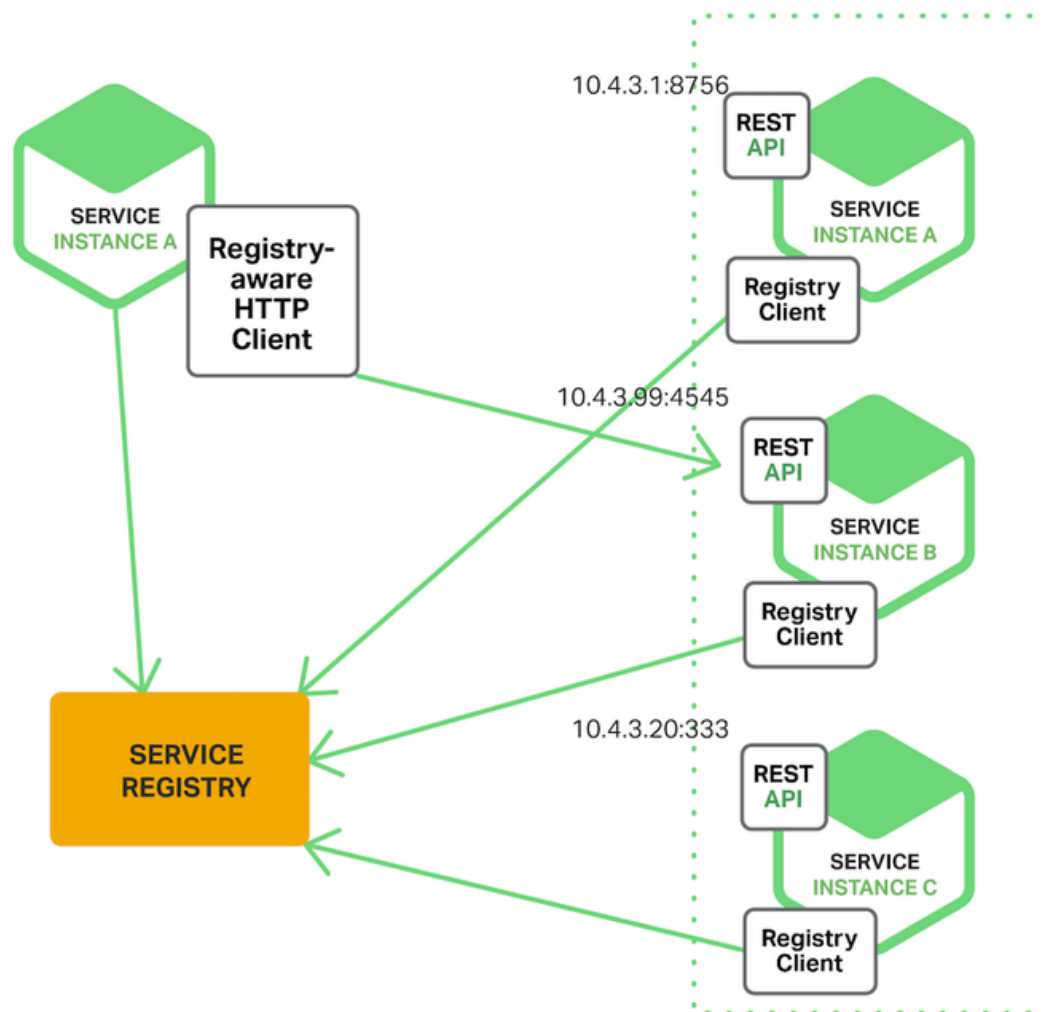 10.4.3.1:8756
REST
API
SERVICE
INSTANCE A
SERVICE
INSTANCE A
Registry-
aware
HTTP
Client
Registry
Client
10.4.3.99:4545
REST
API
SERVICE
INSTANCE B
Registry
Client
10.4.3.20:333
SERVICE
REGISTRY
REST
API
SERVICE
INSTANCE C
Registry
Client